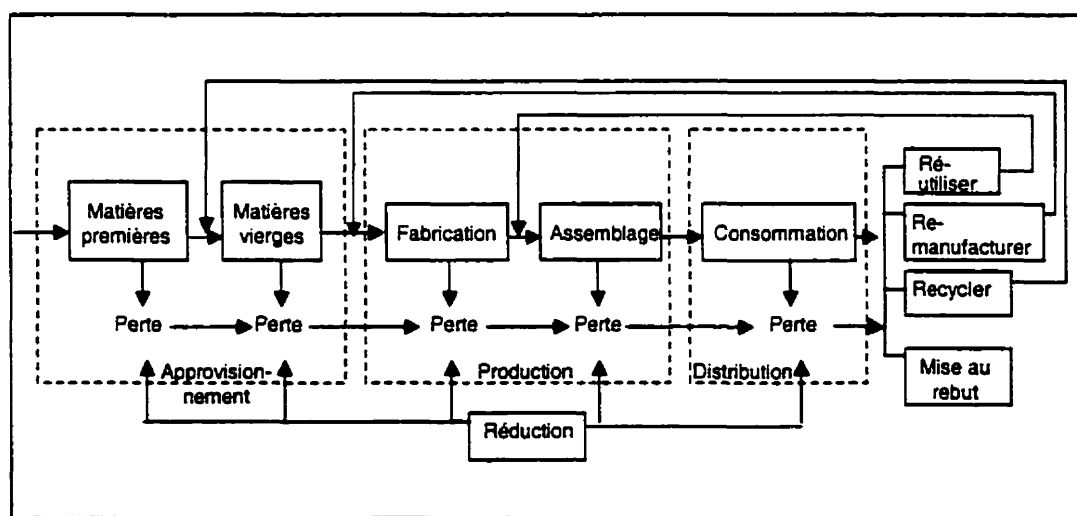 Matières
premières
Matières
vierges
Fabrication
Assemblage
Consommation
Ré-
utiliser
Re-
manufacturer
Recycler
Mise au
rebut
Perte
Perte
Perte
Perte
Perte
Approvision-
nement
Production
Distribution
Réduction